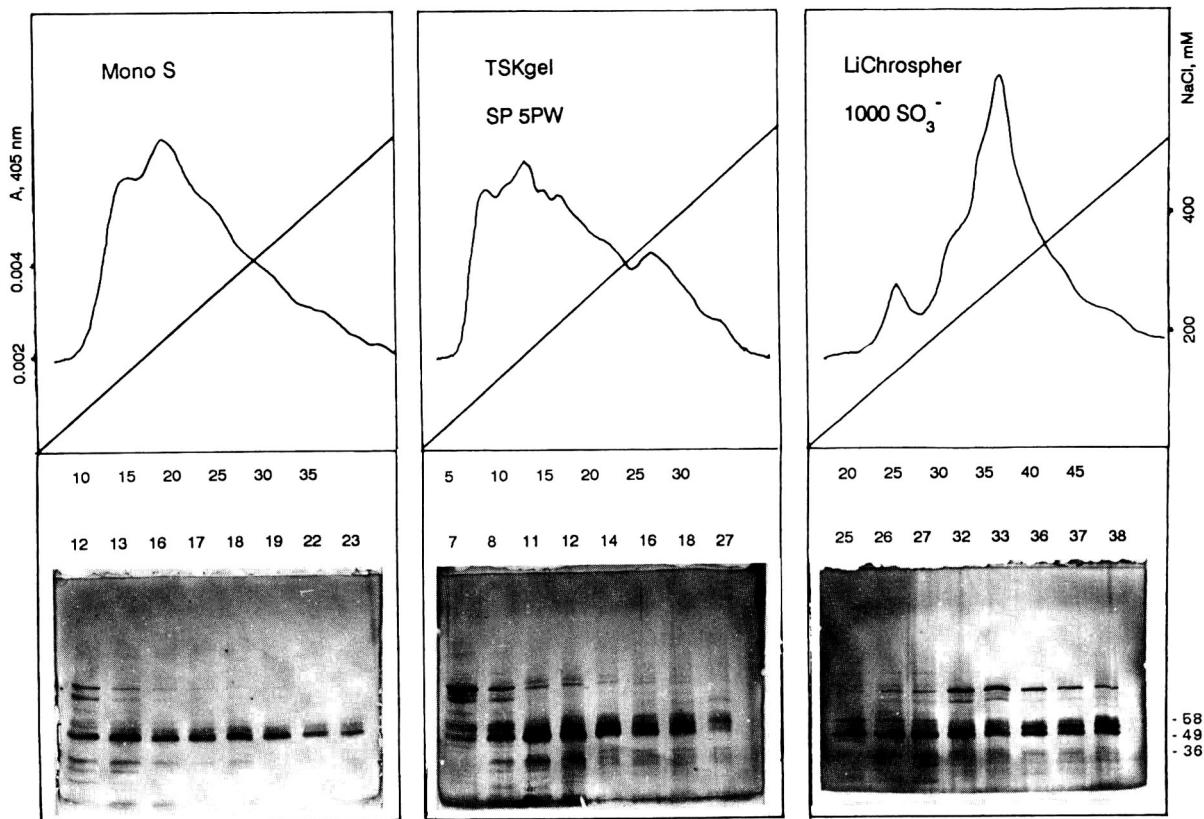 Mono S
TSKgel
SP 5PW
LiChrospher
1000 SO₃⁻
A, 405 nm
0.004
0.002
NaCl, mM
400
200
10 15 20 25 30 35
5 10 15 20 25 30
20 25 30 35 40 45
12 13 16 17 18 19 22 23
7 8 11 12 14 16 18 27
25 26 27 32 33 36 37 38
- 58
- 49
- 36